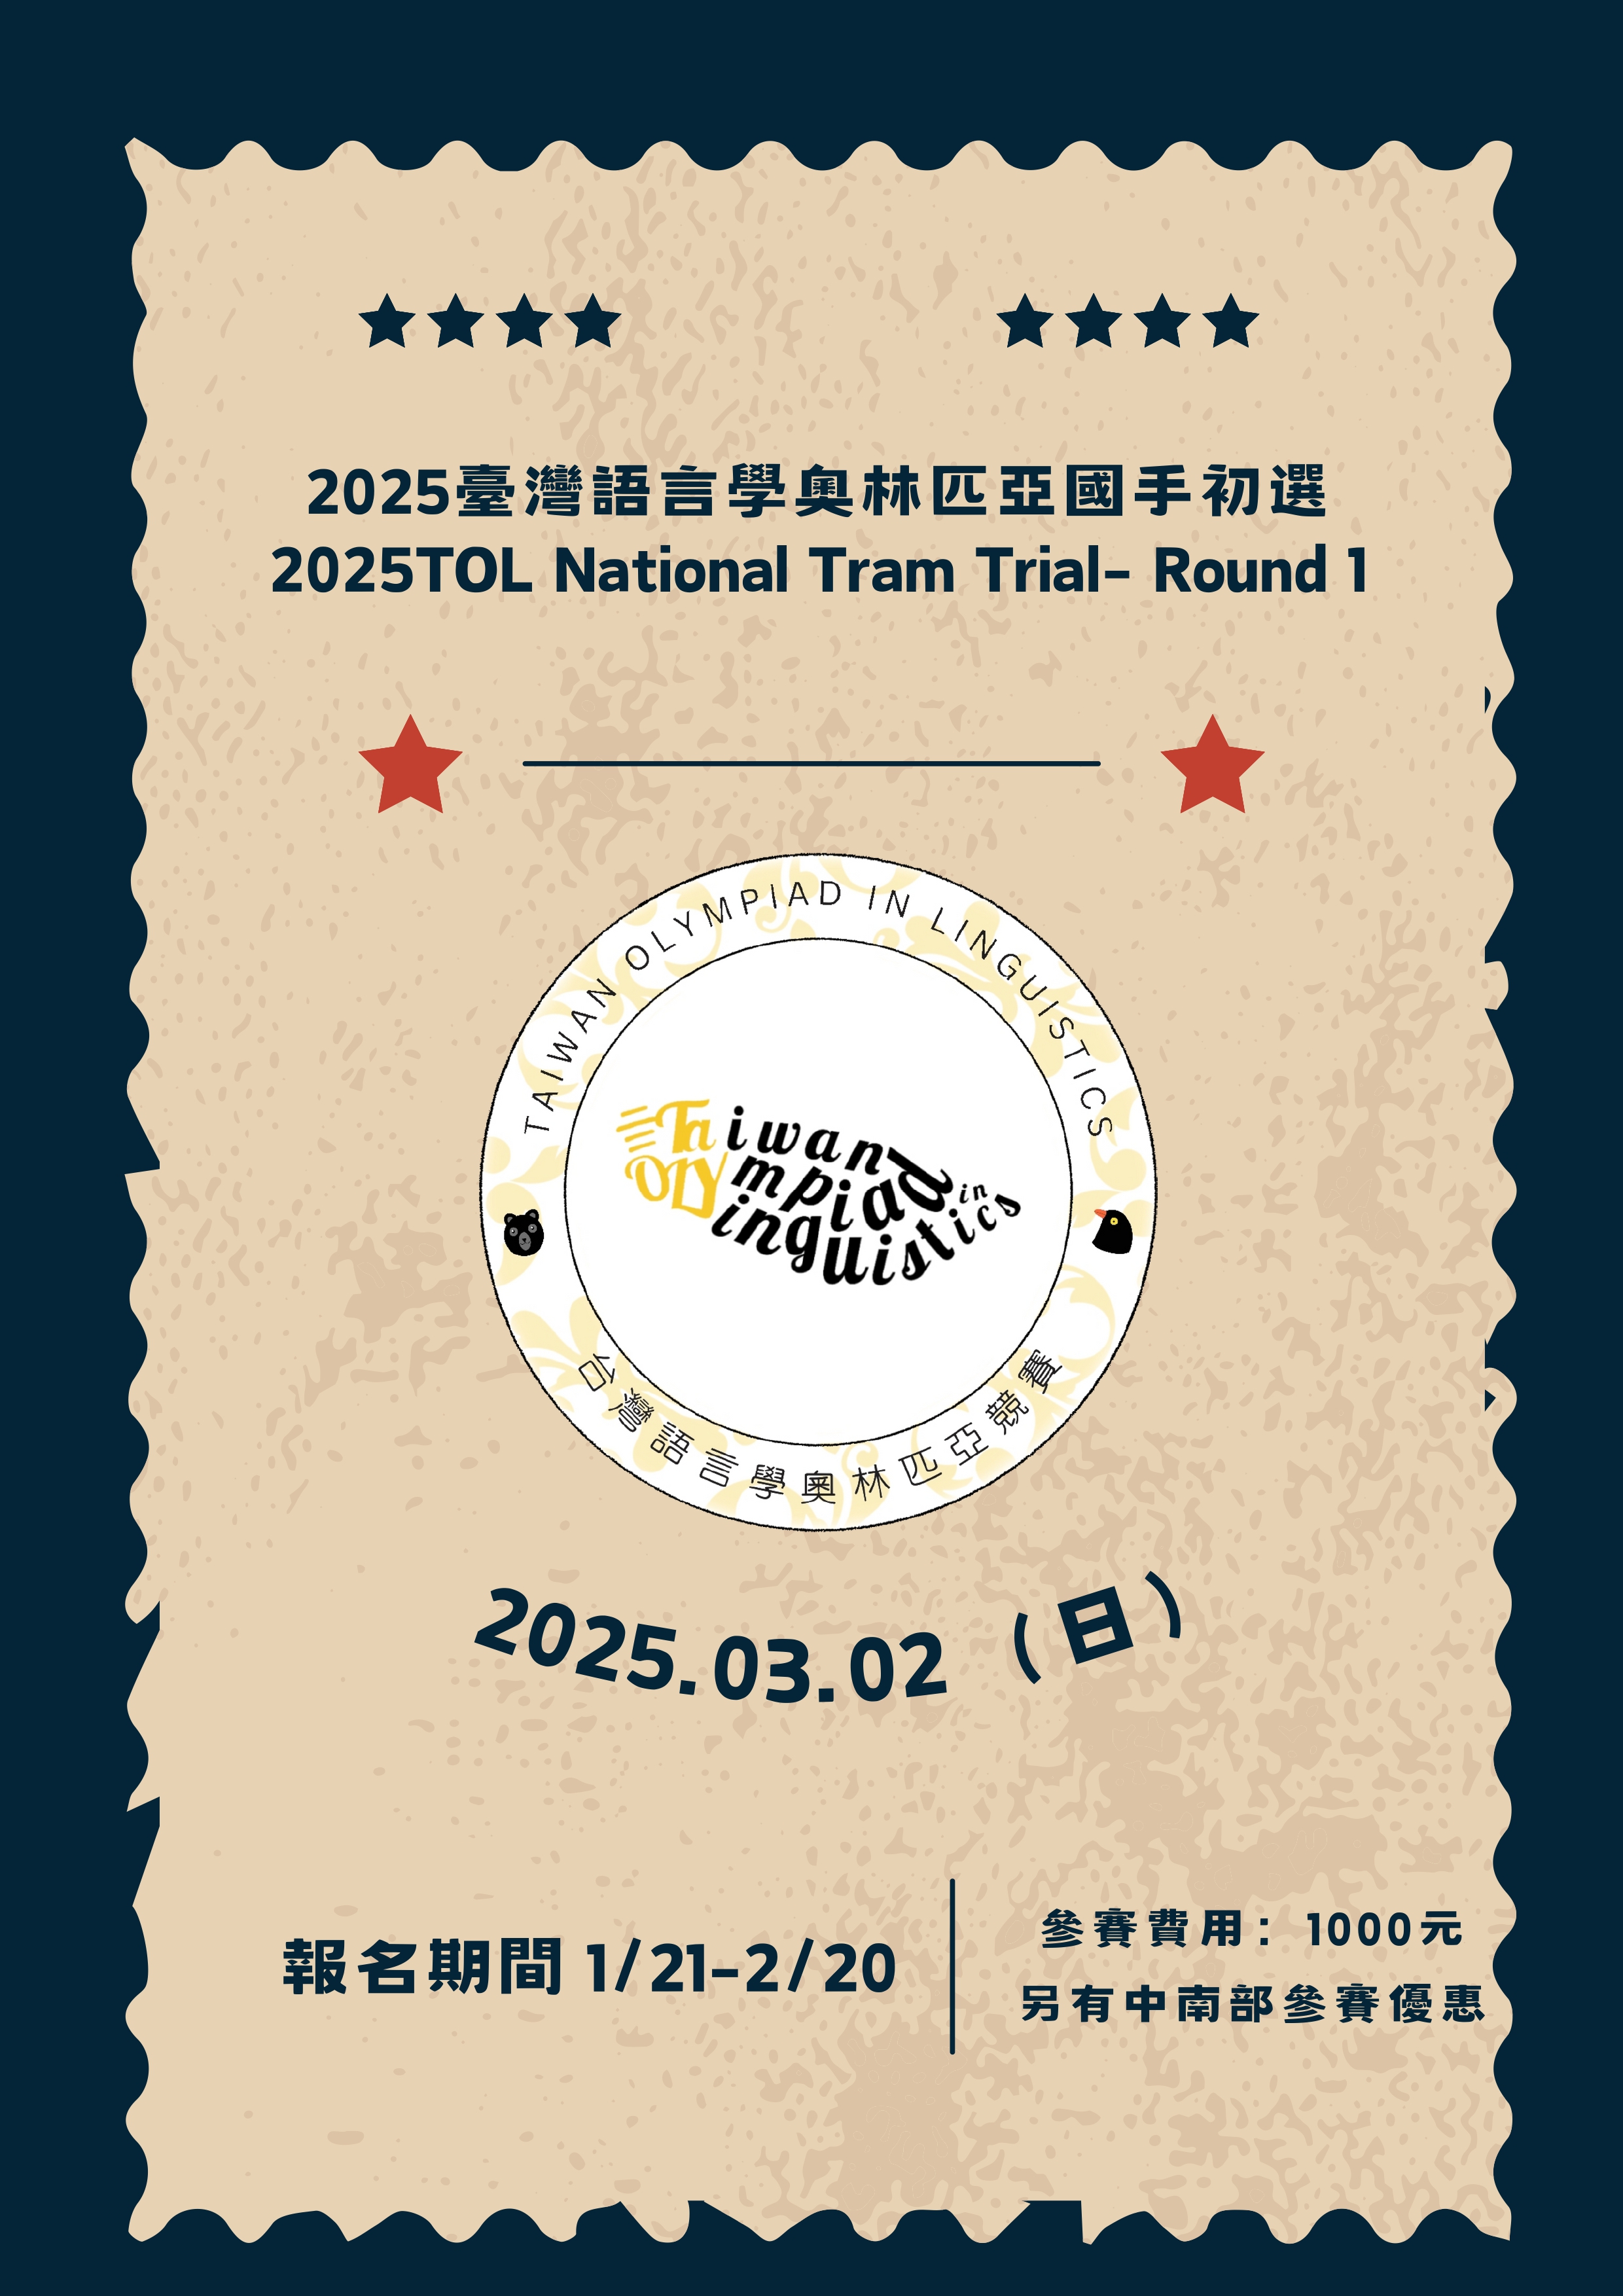 2025臺灣語言學奧林匹亞國手初選
2025TOL National Tram Trial- Round 1
TAIWAN OLYMPIAD IN LINGUISTICS
Taiwan
OLYmpiad in
Linguistics
台灣語言學奧林匹亞競賽
2025.03.02（日）
報名期間 1/21-2/20
參賽費用：1000元
另有中南部參賽優惠